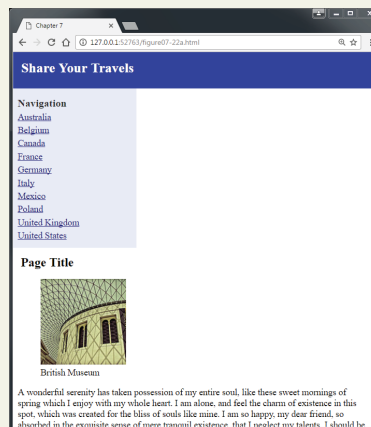 Chapter 7
127.0.0.1:52763/figure07-22a.html
Share Your Travels
Navigation
Australia
Belgium
Canada
France
Germany
Italy
Mexico
Poland
United Kingdom
United States
Page Title
British Museum
A wonderful serenity has taken possession of my entire soul, like these sweet mornings of
spring which I enjoy with my whole heart. I am alone, and feel the charm of existence in this
spot, which was created for the bliss of souls like mine. I am so happy, my dear friend, so
absorbed in the exquisite sense of mere tranquil existence, that I neglect my talents. I should be